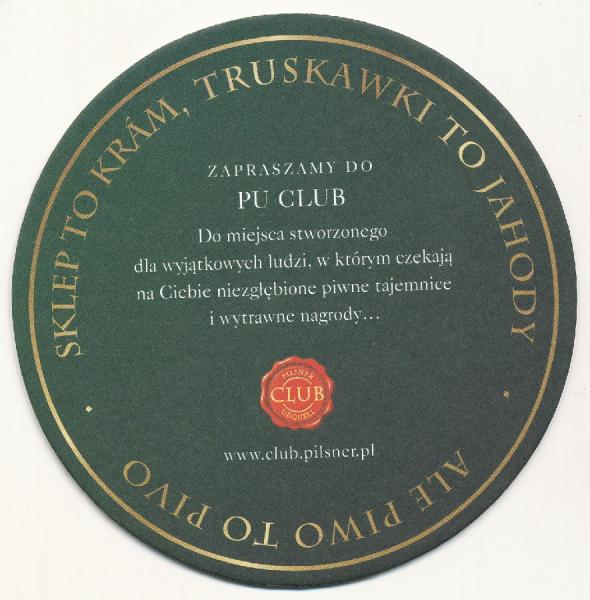 SKLEP TO KRÁM, TRUSKAWKI TO JAHODY
ZAPRASZAMY DO
PU CLUB
Do miejsca stworzonego
dla wyjątkowych ludzi, w którym czekają
na Ciebie niezgłębione piwne tajemnice
i wytrawne nagrody...
PILSNER
CLUB
URQUELL
www.club.pilsner.pl
ALE PIWO TO PIVO